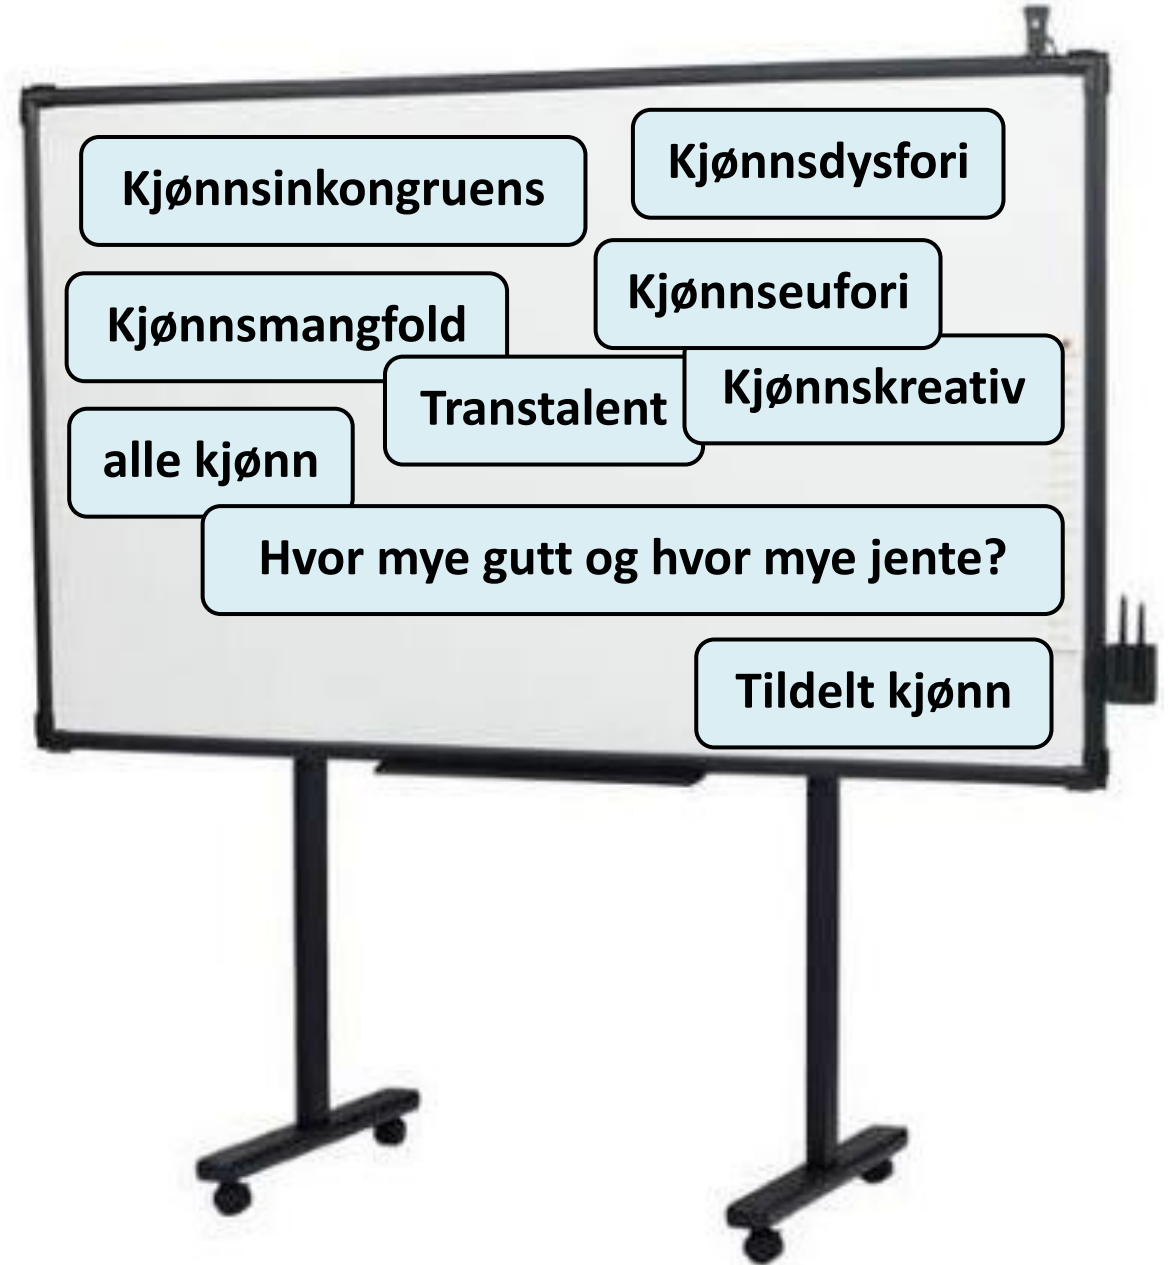 Kjønnsinkongruens
Kjønnsdysfori
Kjønnseufori
Kjønnsmangfold
Kjønnskreativ
Transtalent
alle kjønn
Hvor mye gutt og hvor mye jente?
Tildelt kjønn